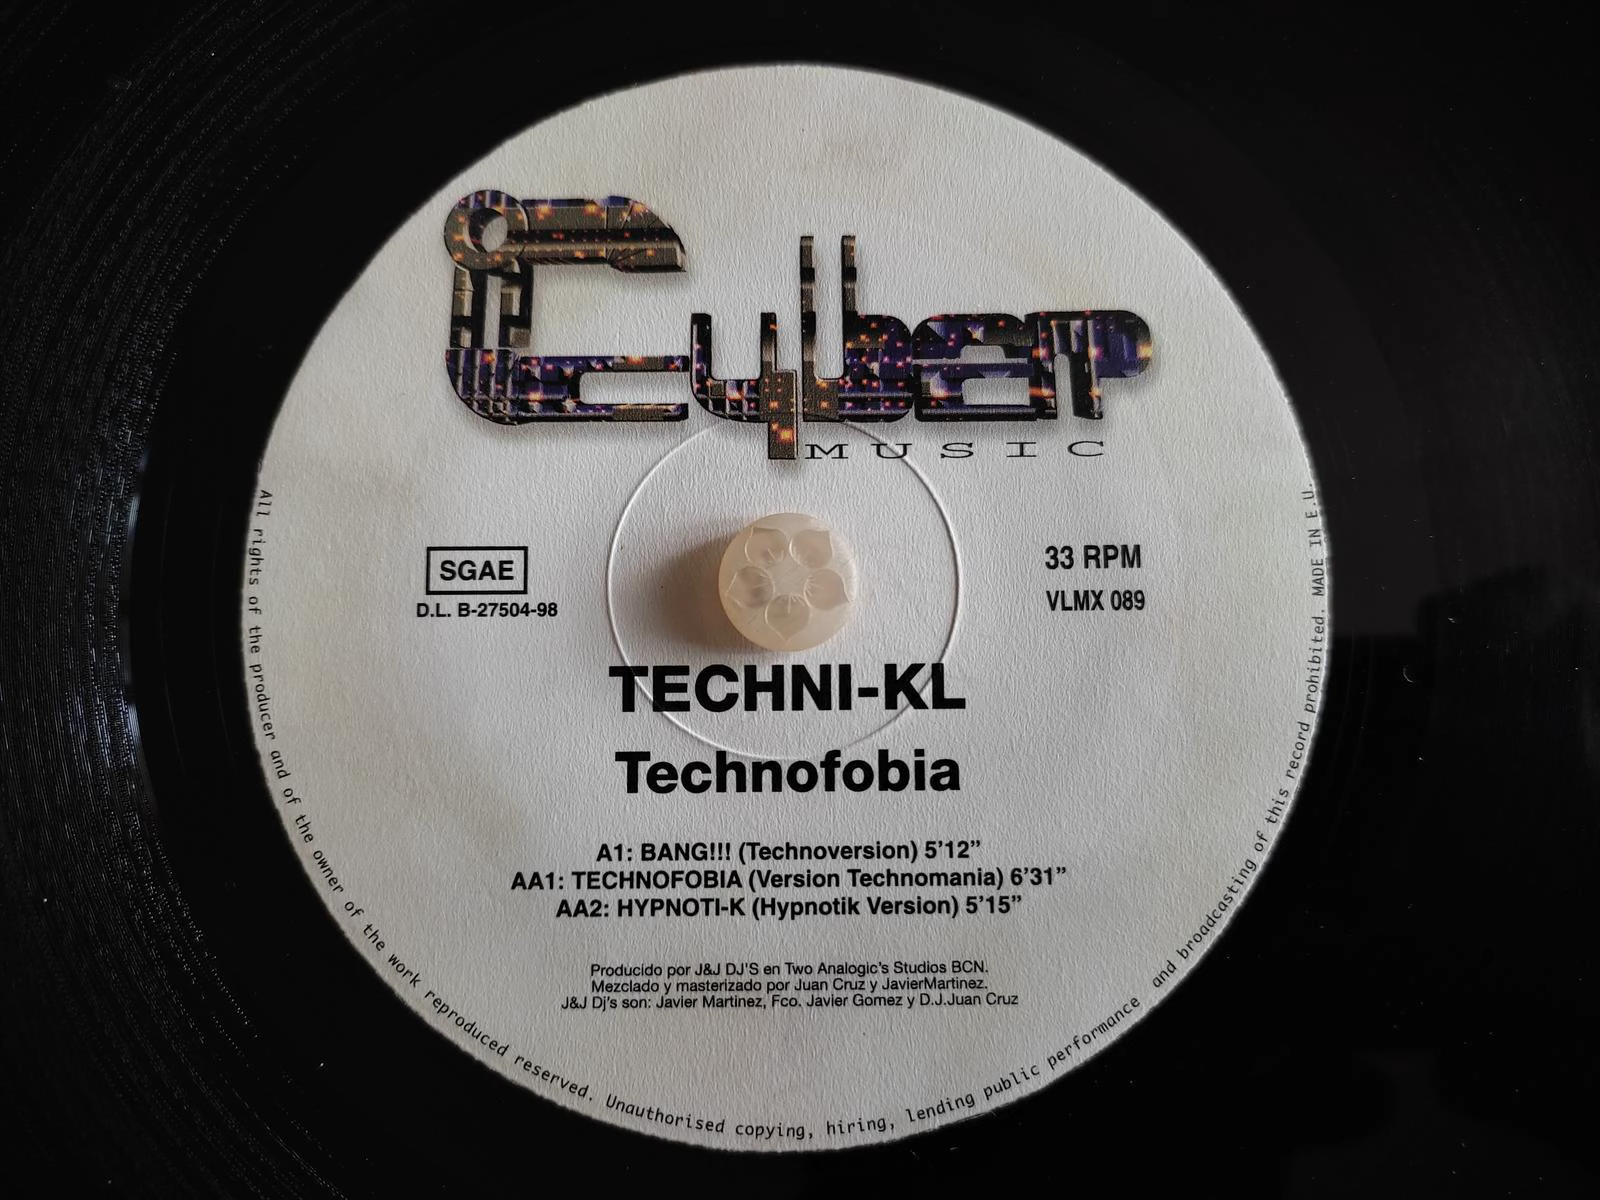 Cyber
MUSIC
SGAE
D.L. B-27504-98
33 RPM
VLMX 089
TECHNI-KL
Technofobia
A1: BANG!!! (Technoversion) 5'12”
AA1: TECHNOFOBIA (Version Technomania) 6'31”
AA2: HYPNOTI-K (Hypnotik Version) 5'15”
Producido por J&J DJ'S en Two Analogic's Studios BCN.
Mezclado y masterizado por Juan Cruz y JavierMartinez.
J&J Dj's son: Javier Martinez, Fco. Javier Gomez y D.J.Juan Cruz
All rights of the producer and of the owner of the work reproduced reserved. Unauthorised copying, hiring, lending public performance and broadcasting of this record prohibited. MADE IN E.U.